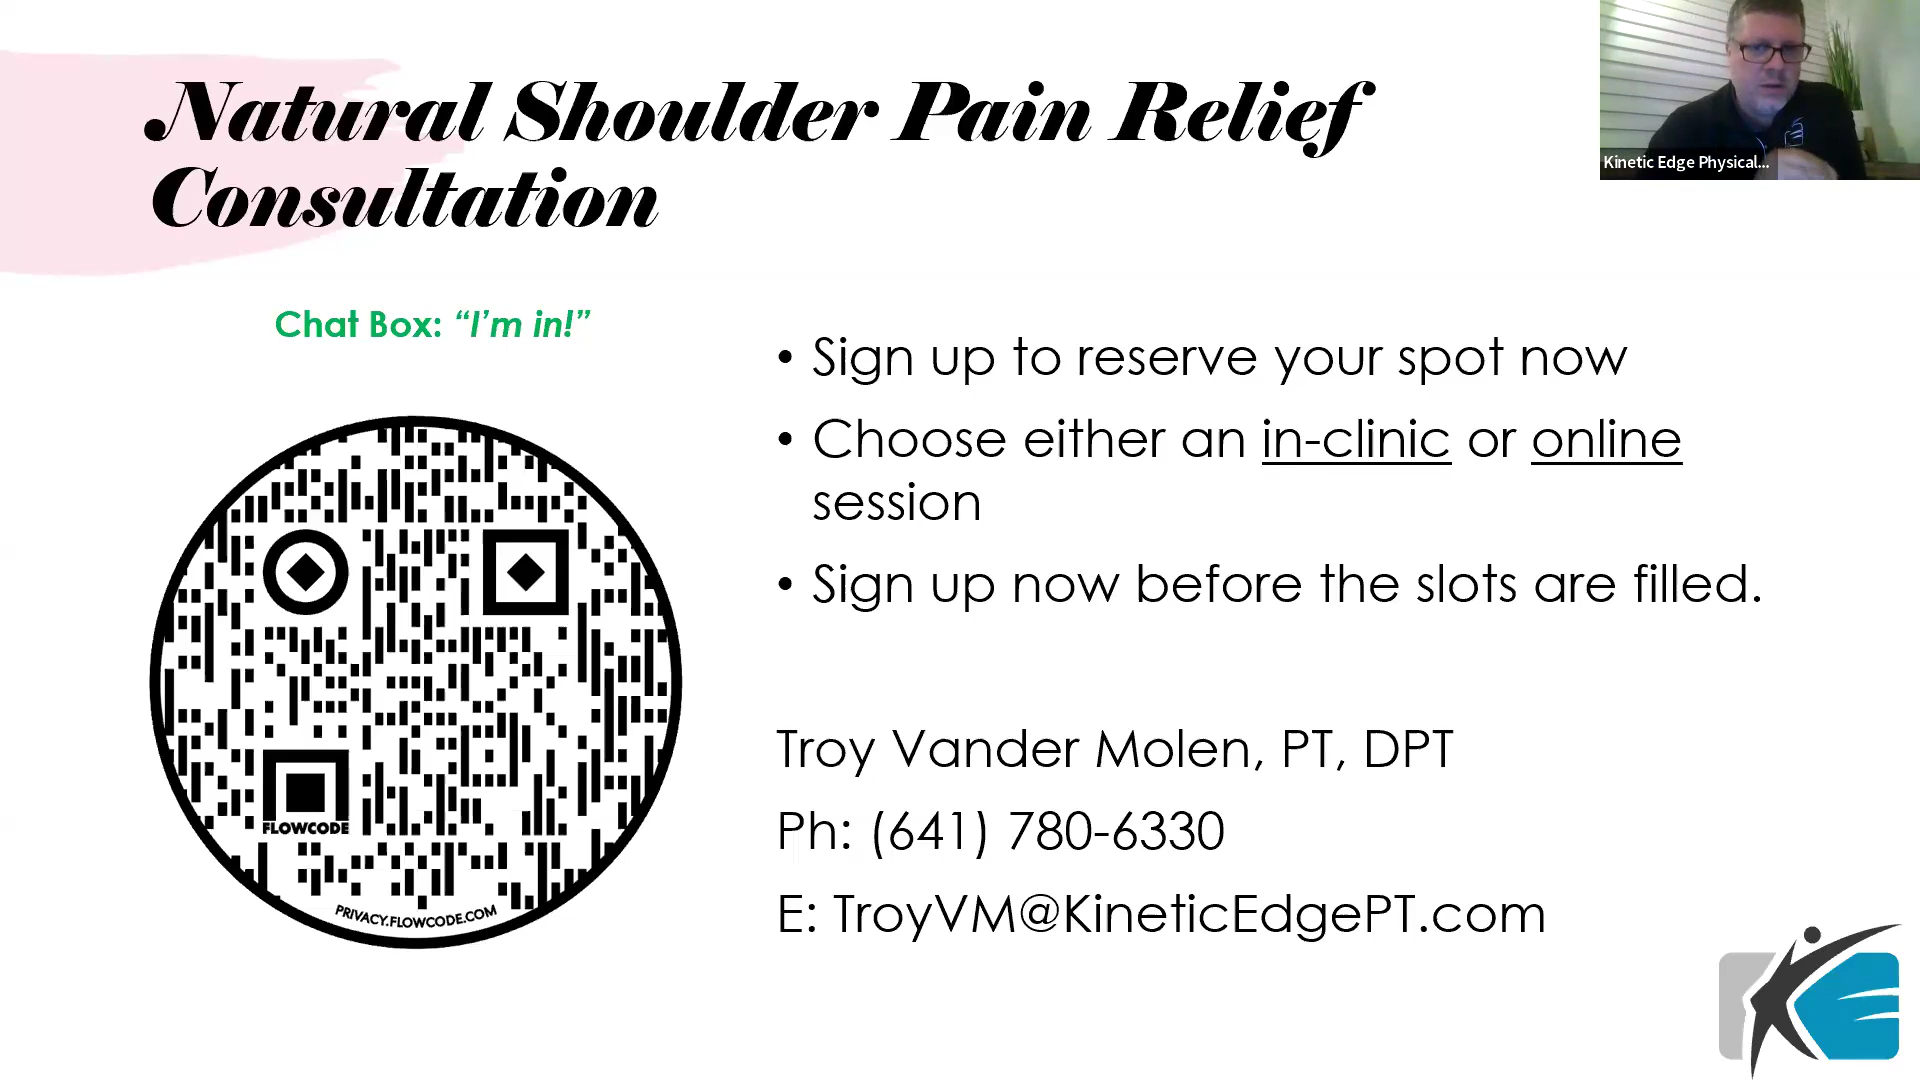 Natural Shoulder Pain Relief
Consultation
Kinetic Edge Physical...
Chat Box: “I’m in!”
• Sign up to reserve your spot now
• Choose either an in-clinic or online
session
• Sign up now before the slots are filled.
FLOWCODE
PRIVACY.FLOWCODE.COM
Troy Vander Molen, PT, DPT
Ph: (641) 780-6330
E: TroyVM@KineticEdgePT.com